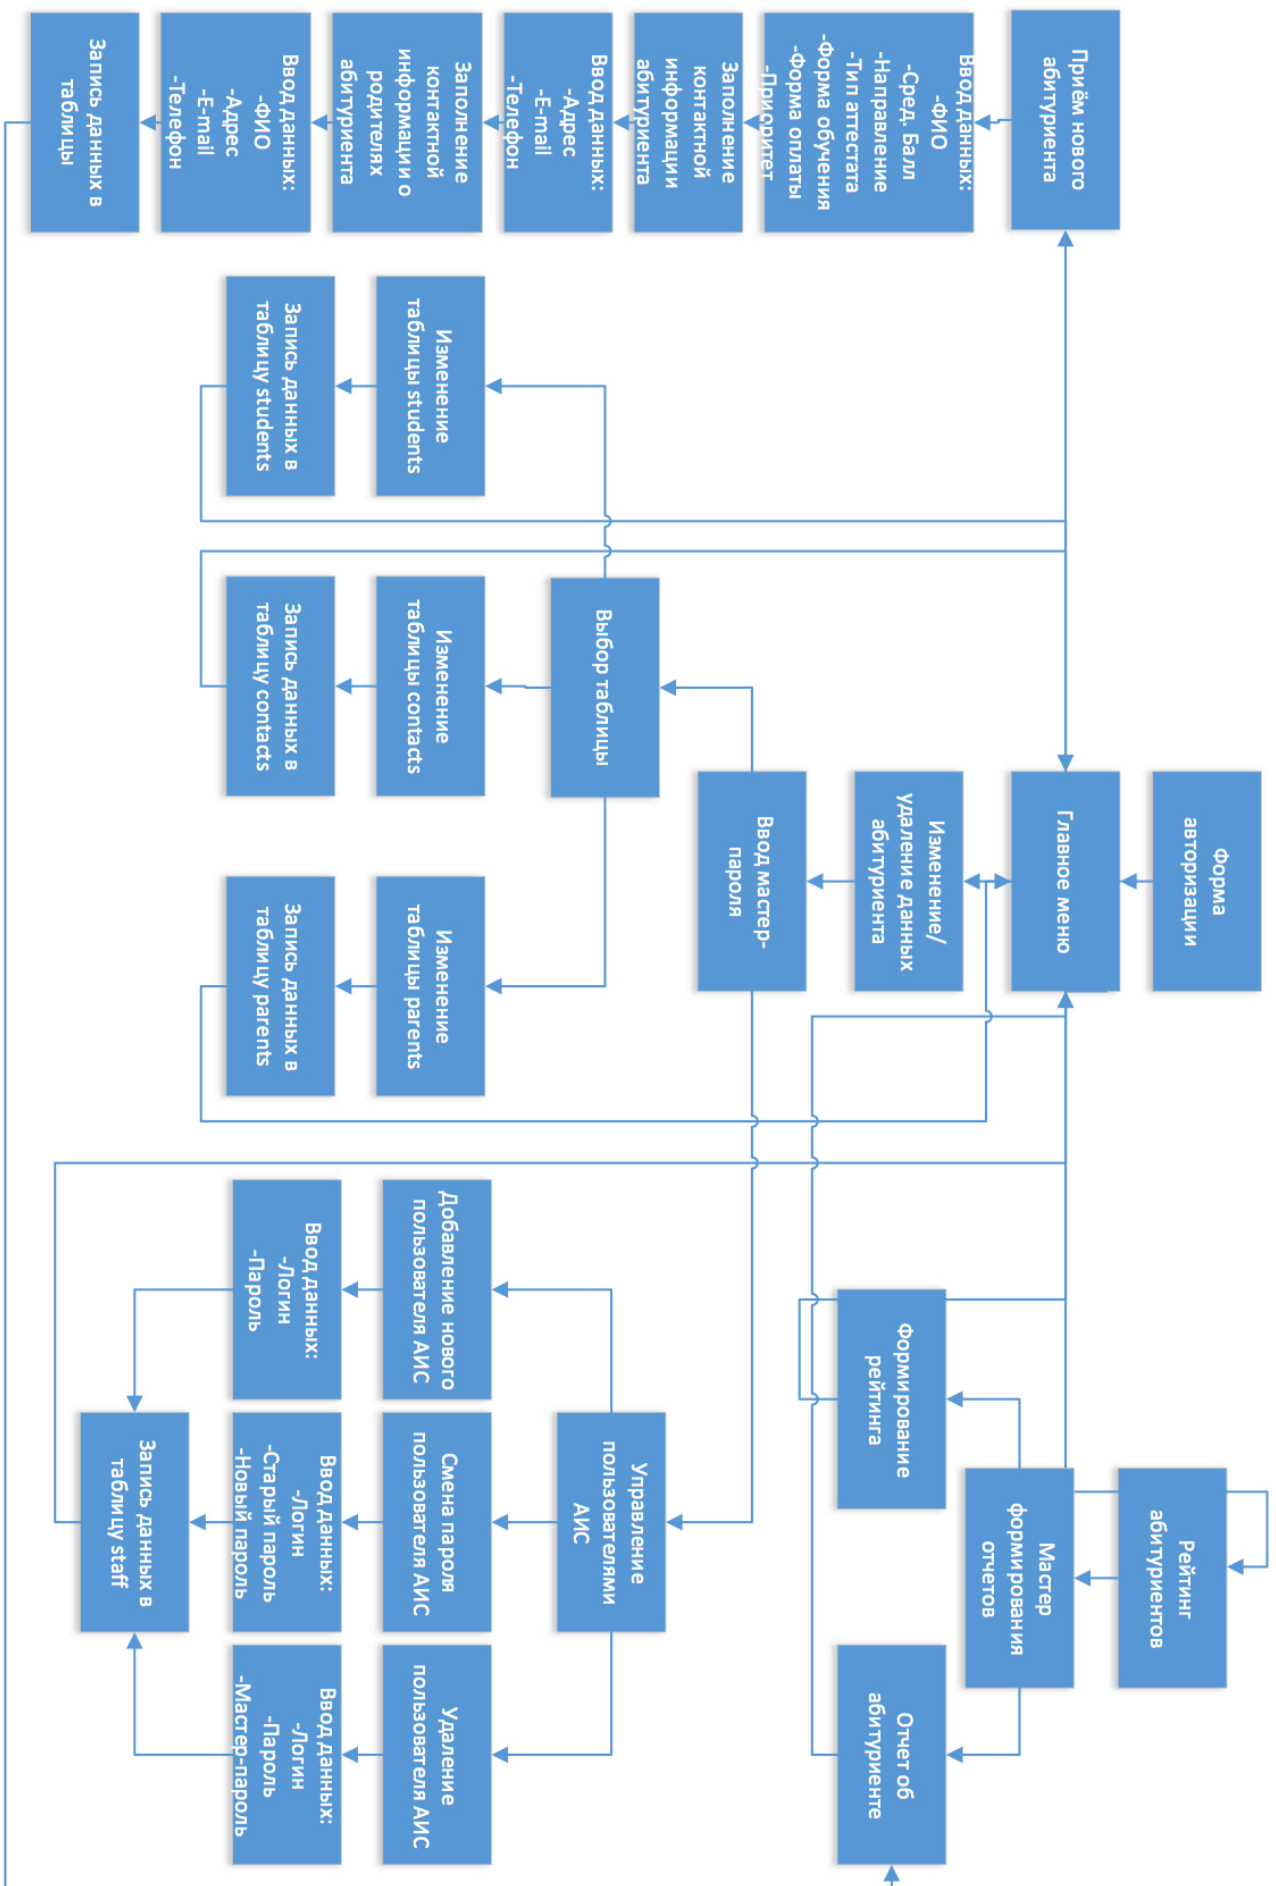 Форма
авторизации
Главное меню
Приём нового
абитуриента
Ввод данных:
-ФИО
-Сред. Балл
-Направление
-Тип аттестата
-Форма обучения
-Форма оплаты
-Приоритет
Заполнение
контактной
информации
абитуриента
Ввод данных:
-Адрес
-E-mail
-Телефон
Заполнение
контактной
информации о
родителях
абитуриента
Ввод данных:
-ФИО
-Адрес
-E-mail
-Телефон
Запись данных в
таблицы
Изменение/
удаление данных
абитуриента
Ввод мастер-
пароля
Выбор таблицы
Изменение
таблицы students
Запись данных в
таблицу students
Изменение
таблицы contacts
Запись данных в
таблицу contacts
Изменение
таблицы parents
Запись данных в
таблицу parents
Рейтинг
абитуриентов
Мастер
формирования
отчетов
Формирование
рейтинга
Отчет об
абитуриенте
Управление
пользователями
АИС
Добавление нового
пользователя АИС
Ввод данных:
-Логин
-Пароль
Смена пароля
пользователя АИС
Ввод данных:
-Логин
-Старый пароль
-Новый пароль
Удаление
пользователя АИС
Ввод данных:
-Логин
-Пароль
-Мастер-пароль
Запись данных в
таблицу staff